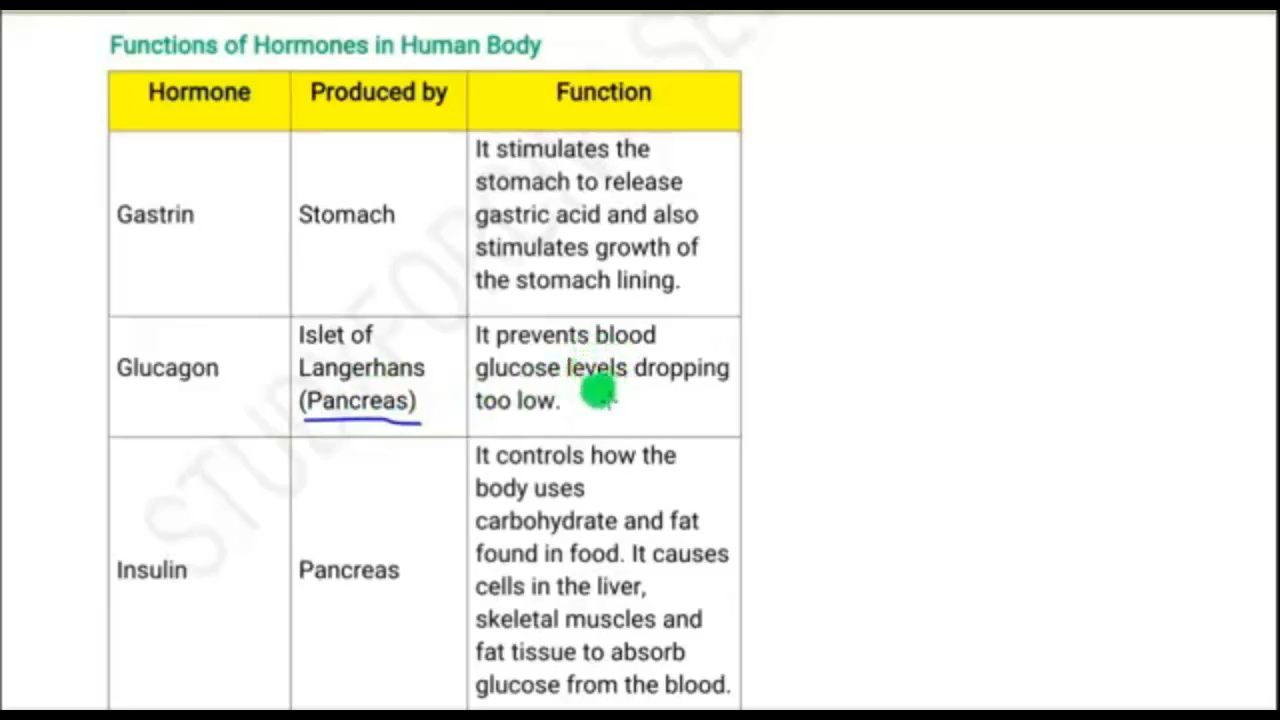 Functions of Hormones in Human Body
Hormone Produced by Function
Gastrin
Stomach
It stimulates the
stomach to release
gastric acid and also
stimulates growth of
the stomach lining.
Glucagon
Islet of
Langerhans
(Pancreas)
It prevents blood
glucose levels dropping
too low.
Insulin
Pancreas
It controls how the
body uses
carbohydrate and fat
found in food. It causes
cells in the liver,
skeletal muscles and
fat tissue to absorb
glucose from the blood.